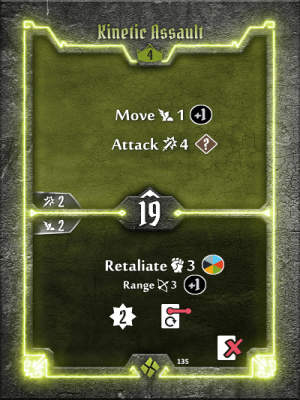 Kinetic Assault
4
Move 1 +1
Attack 4 ?
2
19
2
Retaliate 3
Range 3 +1
2
135